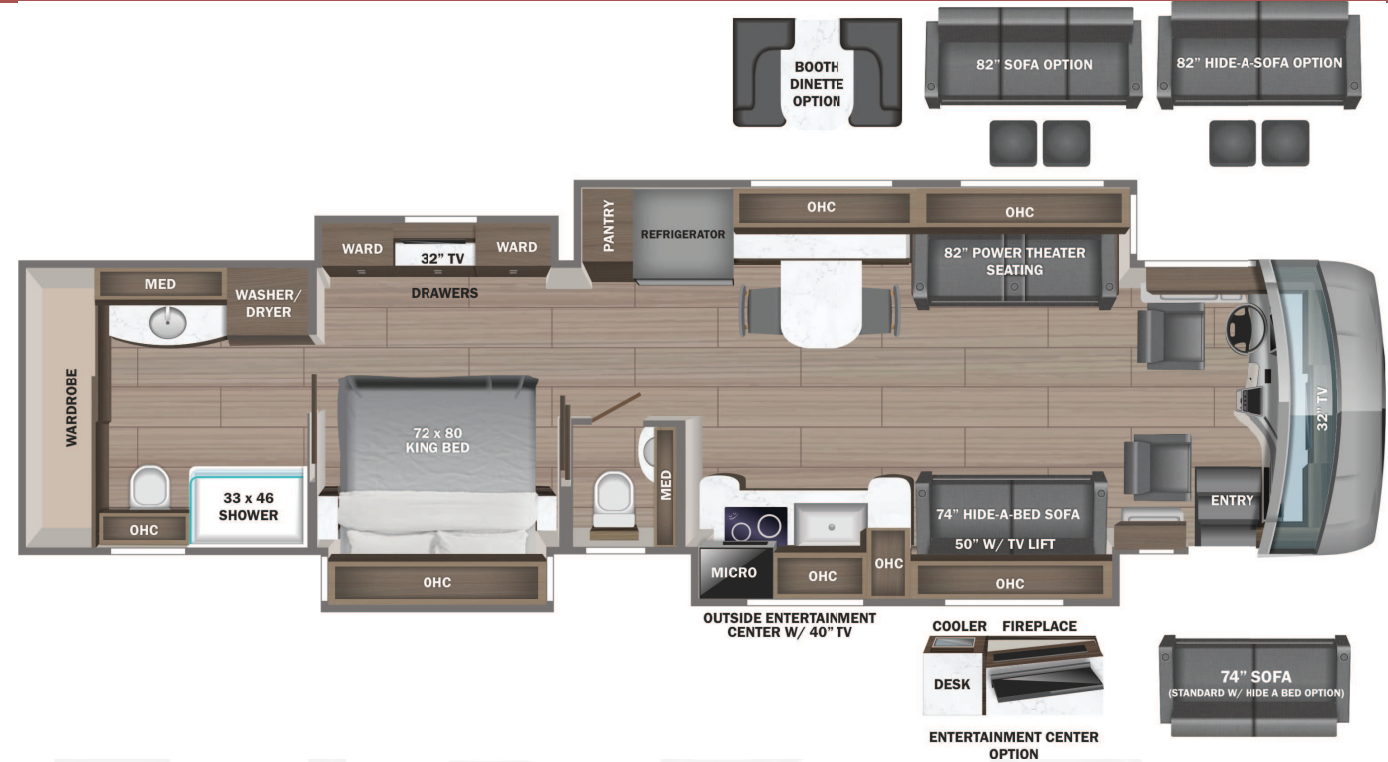 BOOTH
DINETTE
OPTION
82” SOFA OPTION
82” HIDE-A-SOFA OPTION
PANTRY
REFRIGERATOR
OHC
OHC
WARD
32” TV
WARD
DRAWERS
82” POWER THEATER
SEATING
MED
WASHER/
DRYER
WARDROBE
72 x 80
KING BED
32” TV
33 x 46
SHOWER
OHC
MED
74” HIDE-A-BED SOFA
50” W/ TV LIFT
ENTRY
OHC
MICRO
OHC
OHC
OHC
OUTSIDE ENTERTAINMENT
CENTER W/ 40” TV
COOLER FIREPLACE
DESK
ENTERTAINMENT CENTER
OPTION
74” SOFA
(STANDARD W/ HIDE A BED OPTION)